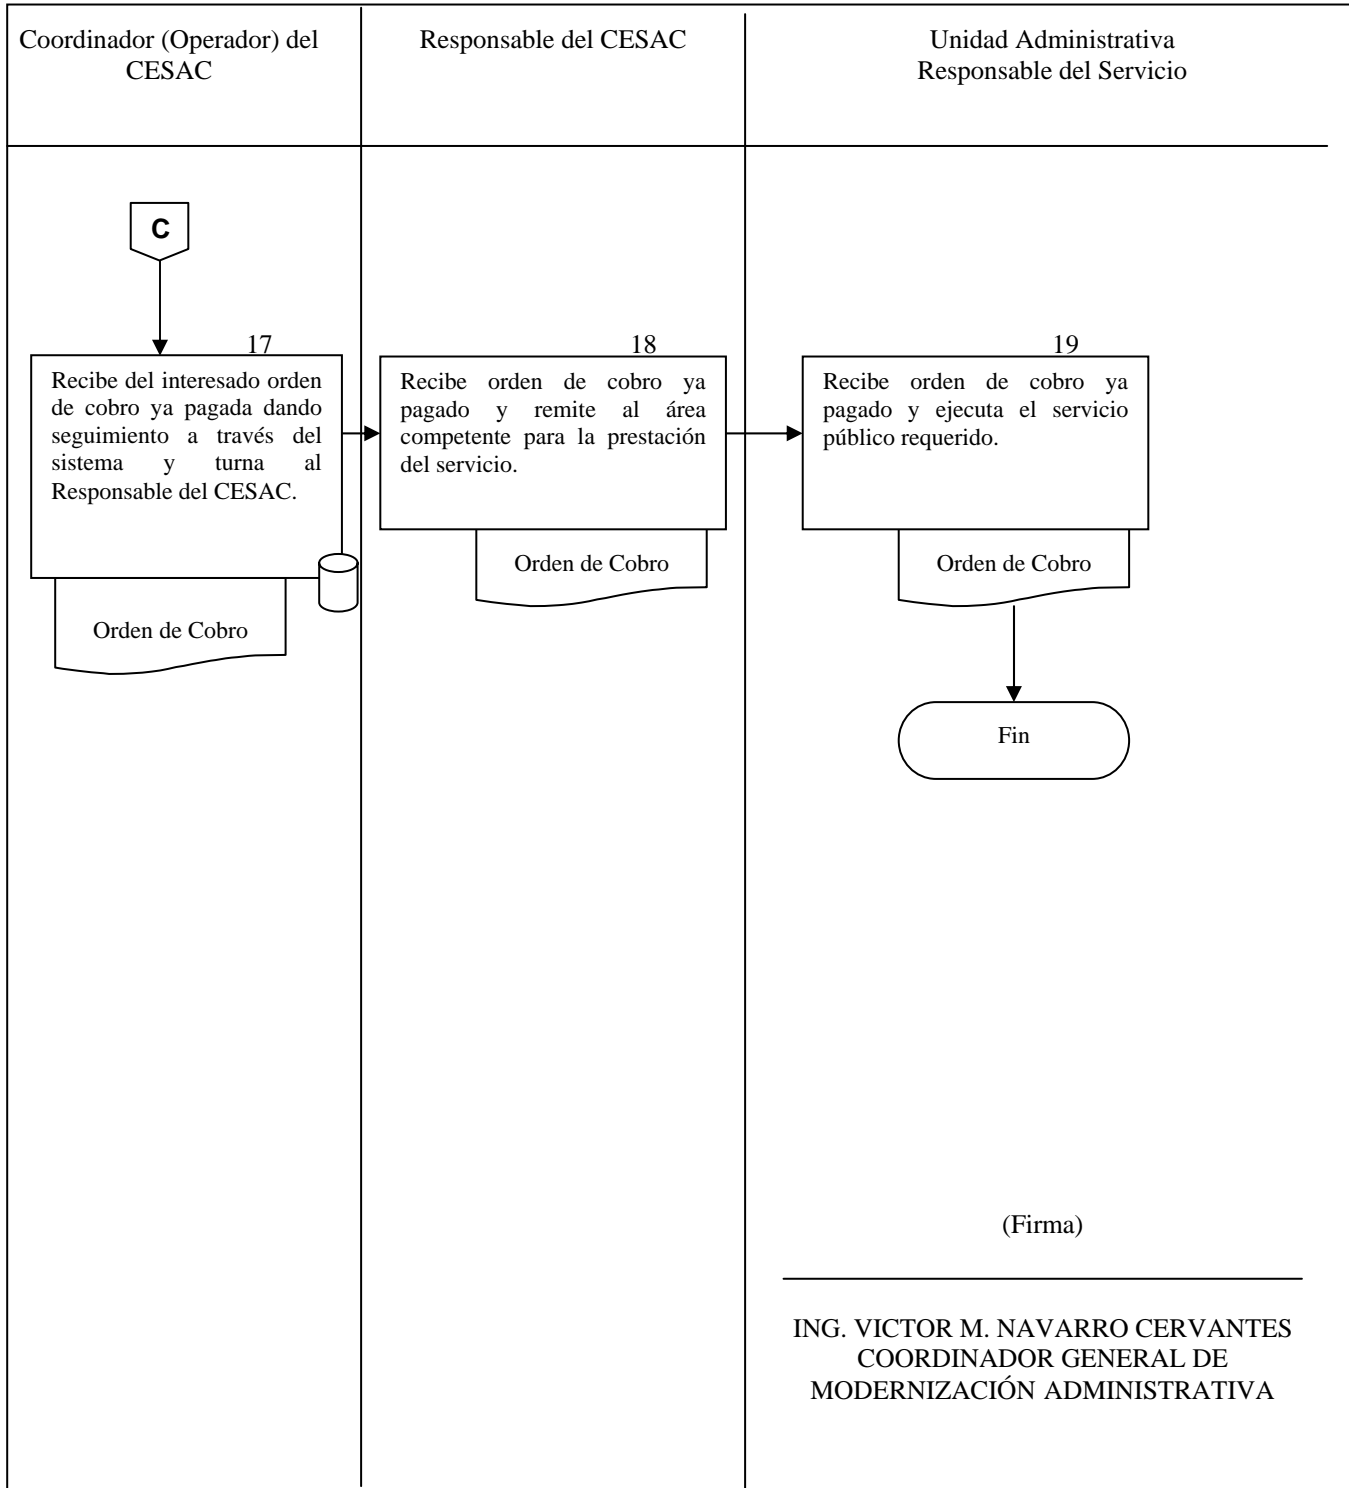 Coordinador (Operador) del
CESAC
Responsable del CESAC
Unidad Administrativa
Responsable del Servicio
C
17
Recibe del interesado orden
de cobro ya pagada dando
seguimiento a través del
sistema y turna al
Responsable del CESAC.
Orden de Cobro
18
Recibe orden de cobro ya
pagado y remite al área
competente para la prestación
del servicio.
Orden de Cobro
19
Recibe orden de cobro ya
pagado y ejecuta el servicio
público requerido.
Orden de Cobro
Fin
(Firma)
ING. VICTOR M. NAVARRO CERVANTES
COORDINADOR GENERAL DE
MODERNIZACIÓN ADMINISTRATIVA